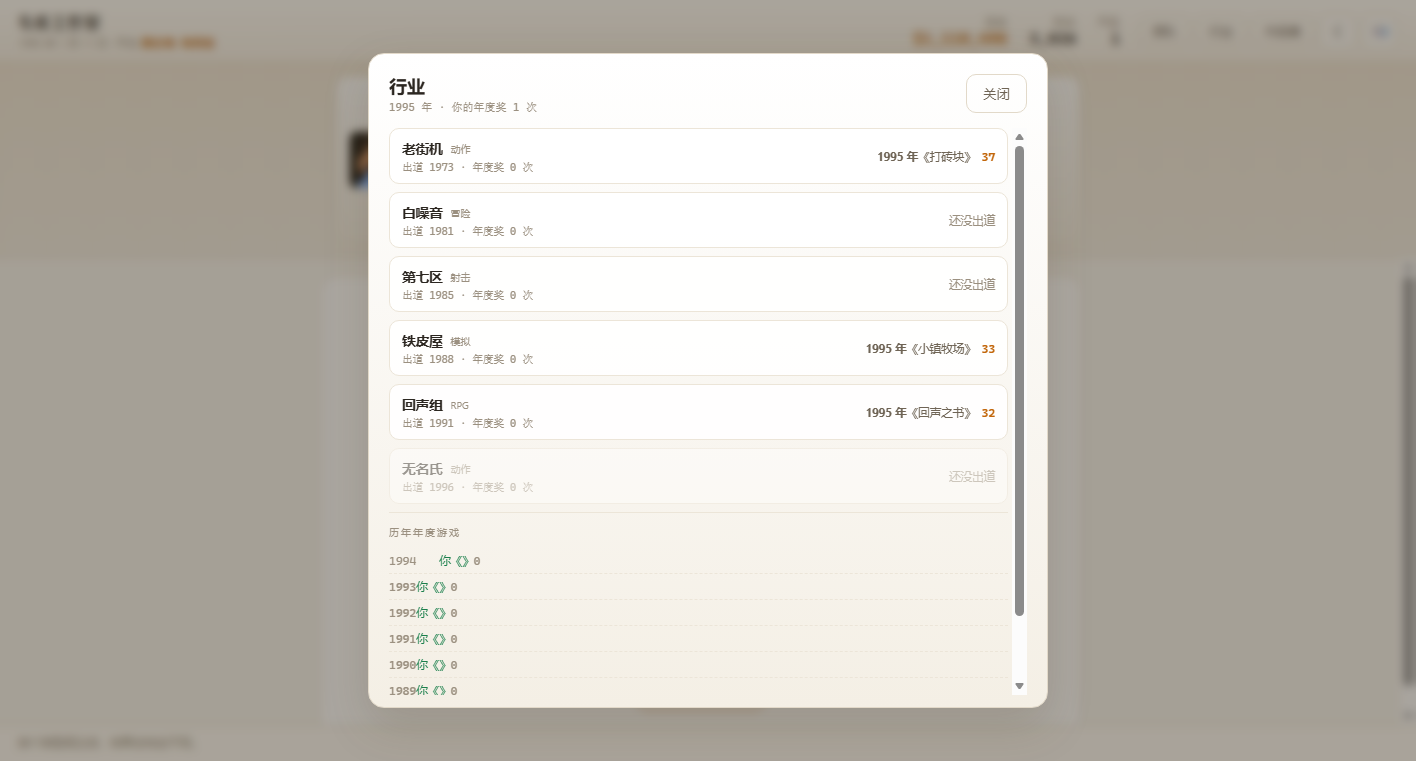 行业
1995 年 · 你的年度奖 1 次
关闭
老街机 动作
出道 1973 · 年度奖 0 次
1995 年《打砖块》 37
白噪音 冒险
出道 1981 · 年度奖 0 次
还没出道
第七区 射击
出道 1985 · 年度奖 0 次
还没出道
铁皮屋 模拟
出道 1988 · 年度奖 0 次
1995 年《小镇牧场》 33
回声组 RPG
出道 1991 · 年度奖 0 次
1995 年《回声之书》 32
无名氏 动作
出道 1996 · 年度奖 0 次
还没出道
历年年度游戏
1994 你《》0
1993你《》0
1992你《》0
1991你《》0
1990你《》0
1989你《》0